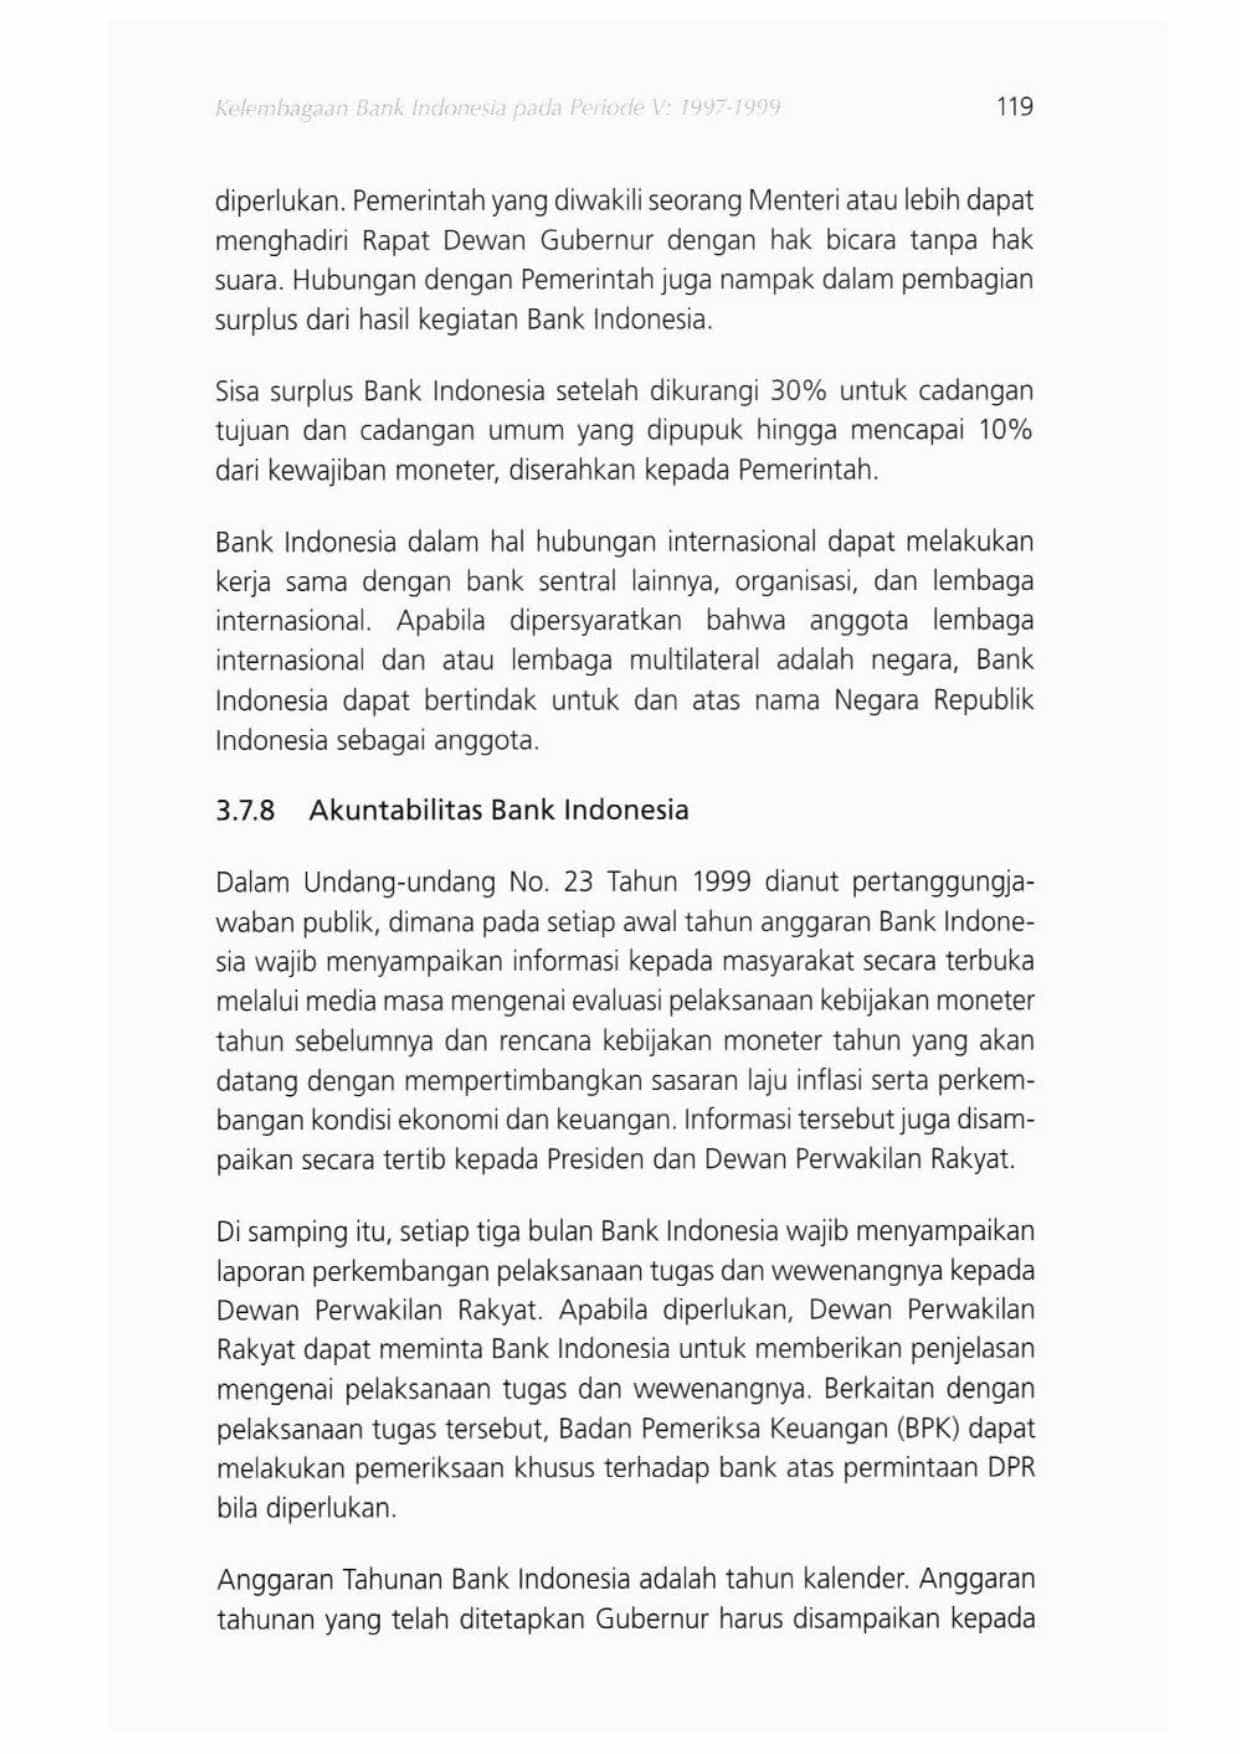 Kelembagaan Bank Indonesia pada Periode V: 1997-1999
119
diperlukan. Pemerintah yang diwakili seorang Menteri atau lebih dapat
menghadiri Rapat Dewan Gubernur dengan hak bicara tanpa hak
suara. Hubungan dengan Pemerintah juga nampak dalam pembagian
surplus dari hasil kegiatan Bank Indonesia.
Sisa surplus Bank Indonesia setelah dikurangi 30% untuk cadangan
tujuan dan cadangan umum yang dipupuk hingga mencapai 10%
dari kewajiban moneter, diserahkan kepada Pemerintah.
Bank Indonesia dalam hal hubungan internasional dapat melakukan
kerja sama dengan bank sentral lainnya, organisasi, dan lembaga
internasional. Apabila dipersyaratkan bahwa anggota lembaga
internasional dan atau lembaga multilateral adalah negara, Bank
Indonesia dapat bertindak untuk dan atas nama Negara Republik
Indonesia sebagai anggota.
3.7.8 Akuntabilitas Bank Indonesia
Dalam Undang-undang No. 23 Tahun 1999 dianut pertanggungja-
waban publik, dimana pada setiap awal tahun anggaran Bank Indone-
sia wajib menyampaikan informasi kepada masyarakat secara terbuka
melalui media masa mengenai evaluasi pelaksanaan kebijakan moneter
tahun sebelumnya dan rencana kebijakan moneter tahun yang akan
datang dengan mempertimbangkan sasaran laju inflasi serta perkem-
bangan kondisi ekonomi dan keuangan. Informasi tersebut juga disam-
paikan secara tertib kepada Presiden dan Dewan Perwakilan Rakyat.
Di samping itu, setiap tiga bulan Bank Indonesia wajib menyampaikan
laporan perkembangan pelaksanaan tugas dan wewenangnya kepada
Dewan Perwakilan Rakyat. Apabila diperlukan, Dewan Perwakilan
Rakyat dapat meminta Bank Indonesia untuk memberikan penjelasan
mengenai pelaksanaan tugas dan wewenangnya. Berkaitan dengan
pelaksanaan tugas tersebut, Badan Pemeriksa Keuangan (BPK) dapat
melakukan pemeriksaan khusus terhadap bank atas permintaan DPR
bila diperlukan.
Anggaran Tahunan Bank Indonesia adalah tahun kalender. Anggaran
tahunan yang telah ditetapkan Gubernur harus disampaikan kepada